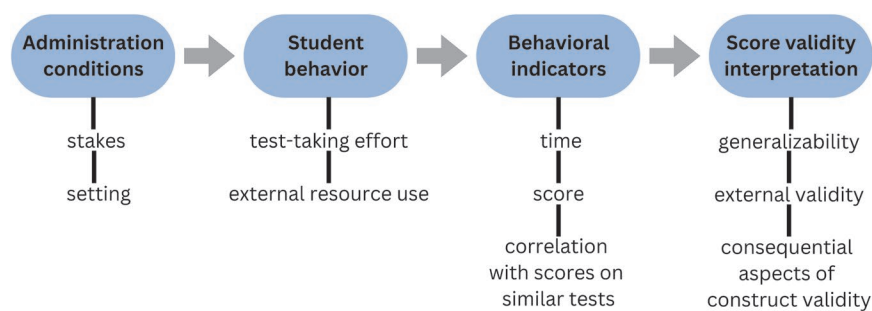 Administration
conditions
stakes
setting
Student
behavior
test-taking effort
external resource use
Behavioral
indicators
time
score
correlation
with scores on
similar tests
Score validity
interpretation
generalizability
external validity
consequential
aspects of
construct validity